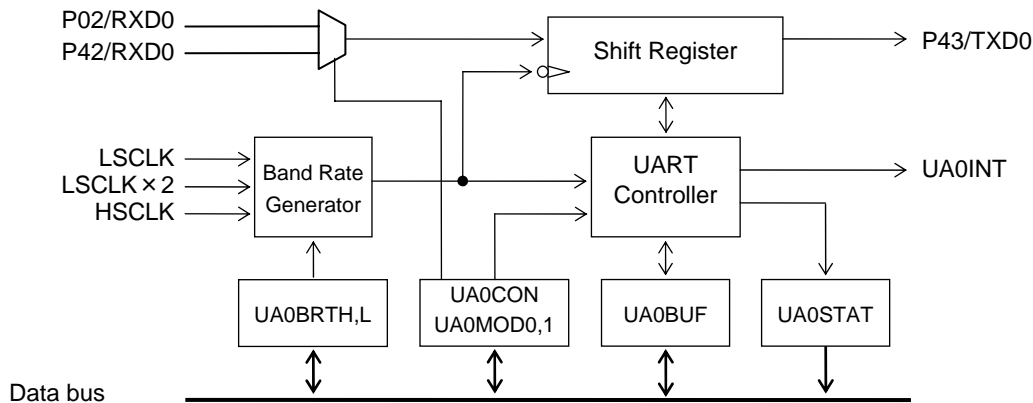 P02/RXD0
P42/RXD0
Shift Register
P43/TXD0
LSCLK
LSCLK×2
HSCLK
Band Rate
Generator
UART
Controller
UA0INT
UA0BRTH,L
UA0CON
UA0MOD0,1
UA0BUF
UA0STAT
Data bus